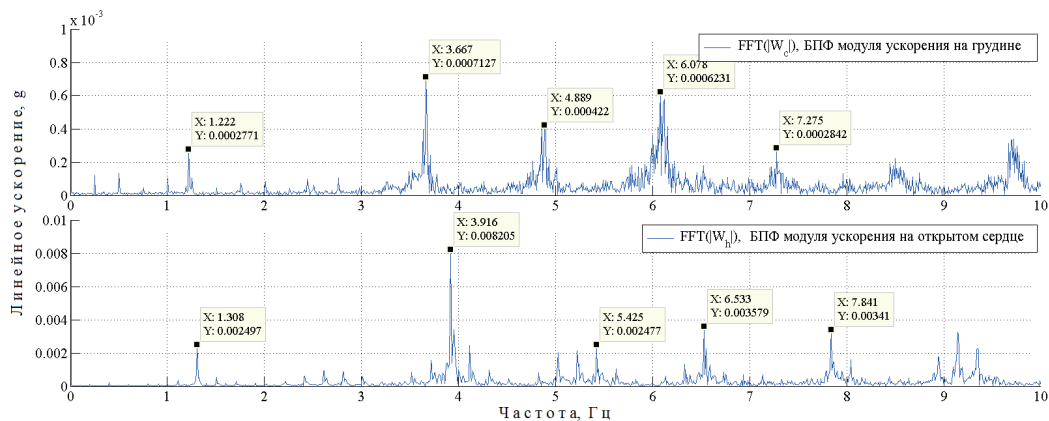 x 10⁻³
1
0.8
0.6
0.4
0.2
0
X: 1.222
Y: 0.0002771
X: 3.667
Y: 0.0007127
X: 4.889
Y: 0.000422
X: 6.078
Y: 0.0006231
X: 7.275
Y: 0.0002842
FFT(|W_c|), БПФ модуля ускорения на грудине
0 1 2 3 4 5 6 7 8 9 10
Линейное ускорение, g
0.01
0.008
0.006
0.004
0.002
0
X: 1.308
Y: 0.002497
X: 3.916
Y: 0.008205
X: 5.425
Y: 0.002477
X: 6.533
Y: 0.003579
X: 7.841
Y: 0.00341
FFT(|W_h|), БПФ модуля ускорения на открытом сердце
0 1 2 3 4 5 6 7 8 9 10
Частота, Гц